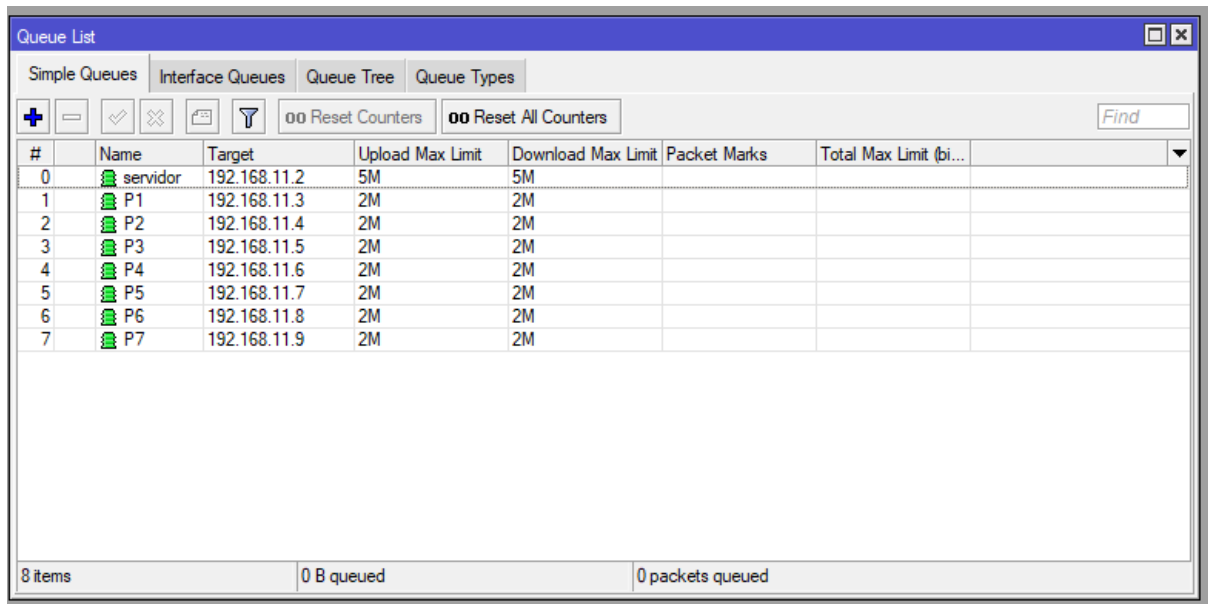 Queue List
Simple Queues Interface Queues Queue Tree Queue Types
00 Reset Counters 00 Reset All Counters Find
# Name Target Upload Max Limit Download Max Limit Packet Marks Total Max Limit (bi...
0 servidor 192.168.11.2 5M 5M
1 P1 192.168.11.3 2M 2M
2 P2 192.168.11.4 2M 2M
3 P3 192.168.11.5 2M 2M
4 P4 192.168.11.6 2M 2M
5 P5 192.168.11.7 2M 2M
6 P6 192.168.11.8 2M 2M
7 P7 192.168.11.9 2M 2M
8 items 0 B queued 0 packets queued